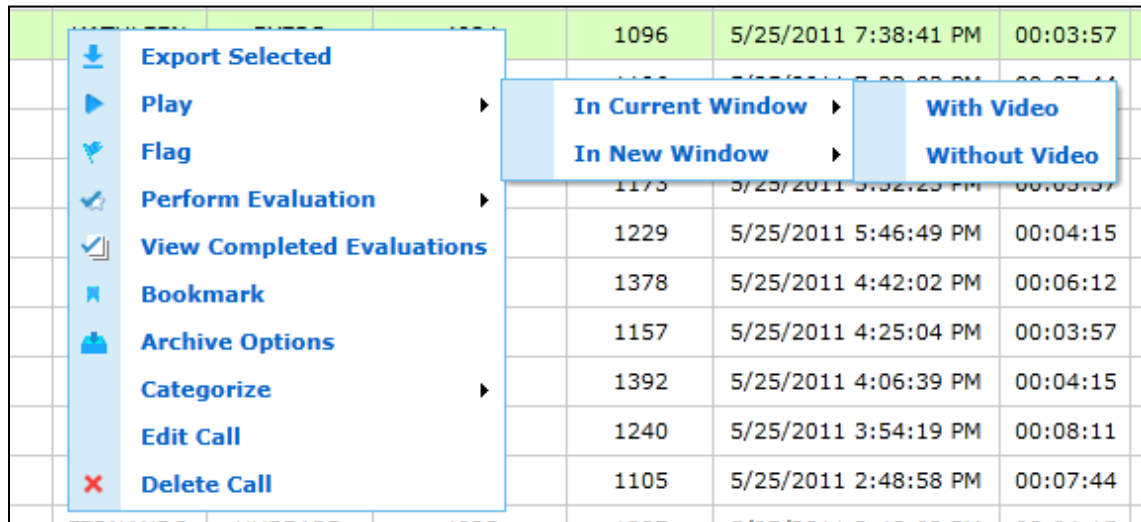 1096 5/25/2011 7:38:41 PM 00:03:57
Export Selected
Play
In Current Window
With Video
Flag
In New Window
Without Video
1173
Perform Evaluation
1229 5/25/2011 5:46:49 PM 00:04:15
View Completed Evaluations
1378 5/25/2011 4:42:02 PM 00:06:12
Bookmark
1157 5/25/2011 4:25:04 PM 00:03:57
Archive Options
1392 5/25/2011 4:06:39 PM 00:04:15
Categorize
1240 5/25/2011 3:54:19 PM 00:08:11
Edit Call
1105 5/25/2011 2:48:58 PM 00:07:44
Delete Call